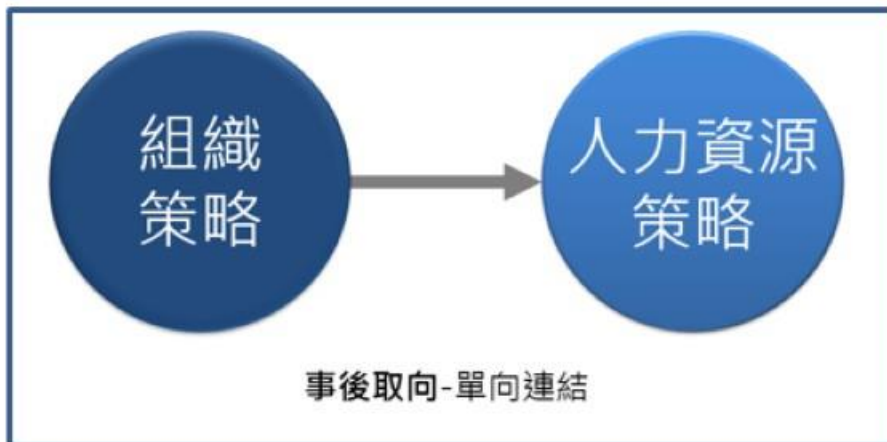 組織
策略
人力資源
策略
事後取向-單向連結